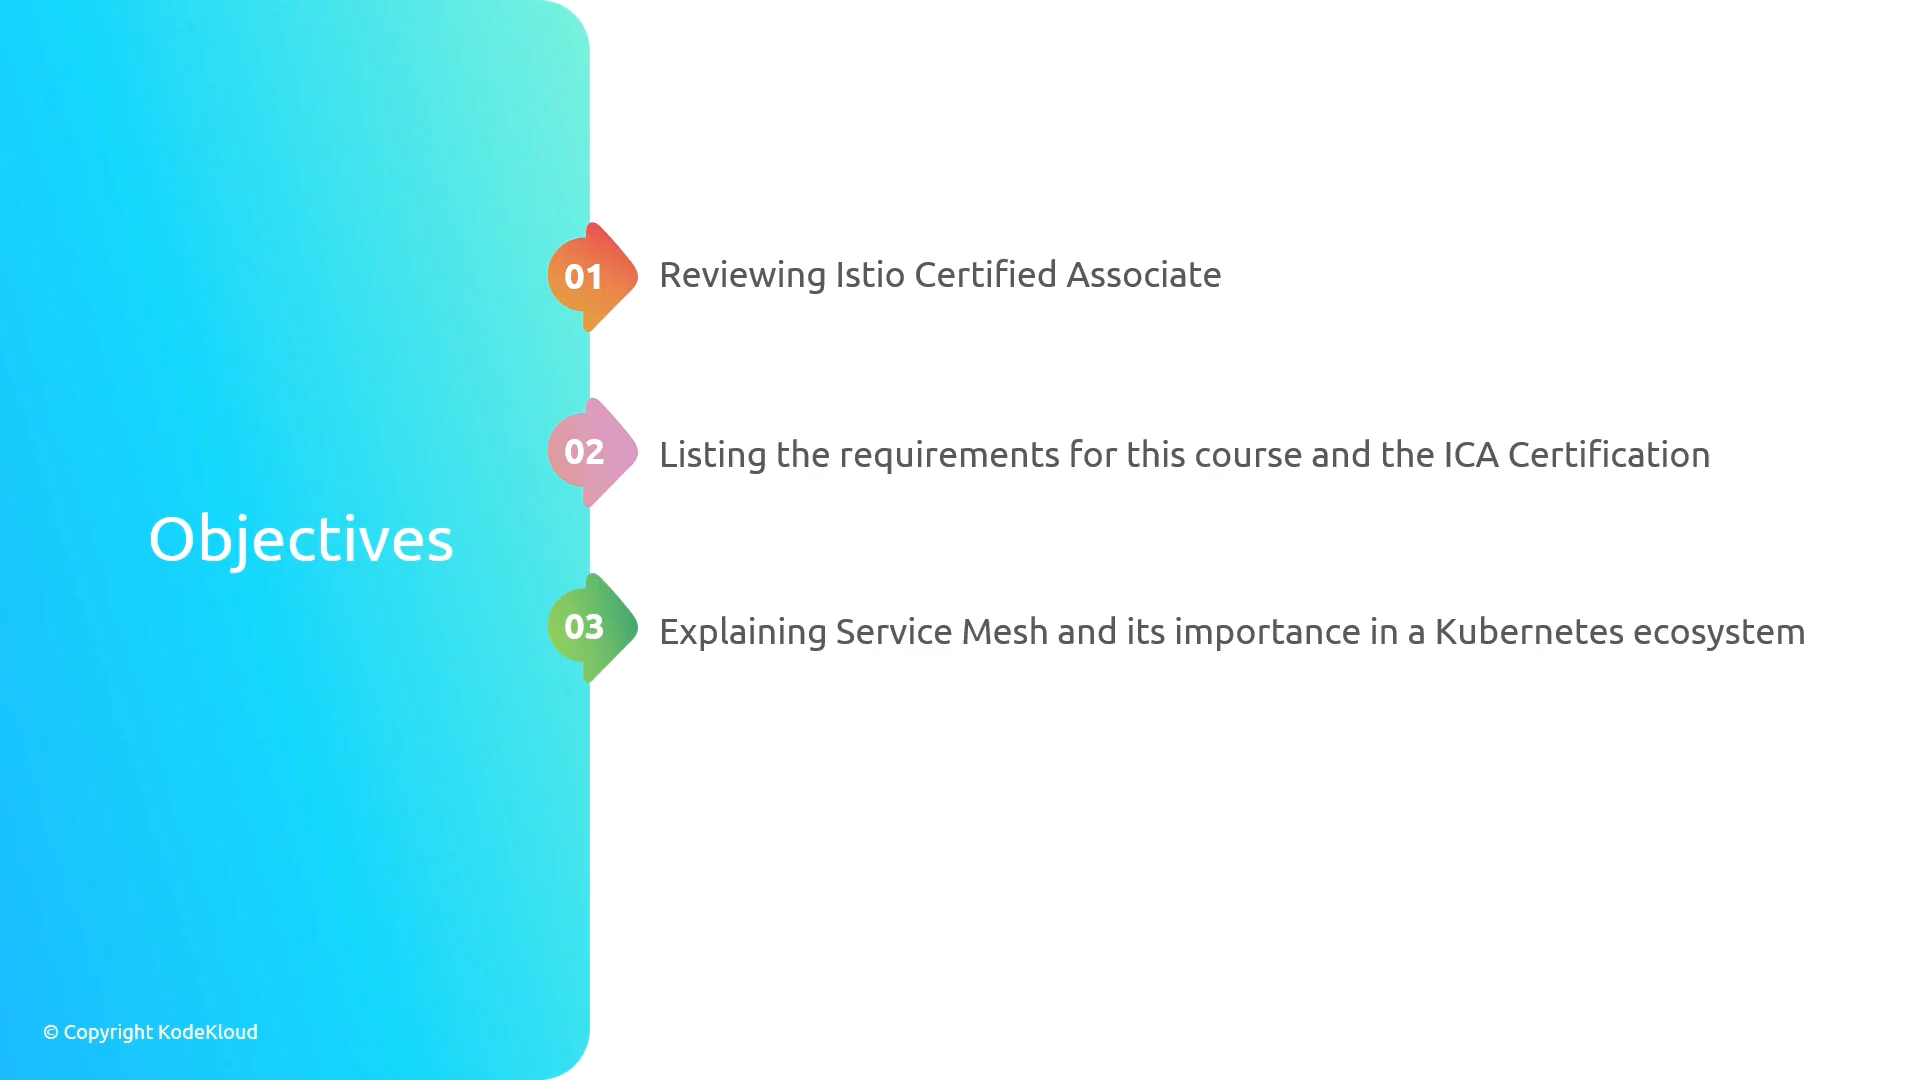 Objectives
01
Reviewing Istio Certified Associate
02
Listing the requirements for this course and the ICA Certification
03
Explaining Service Mesh and its importance in a Kubernetes ecosystem
© Copyright KodeKloud